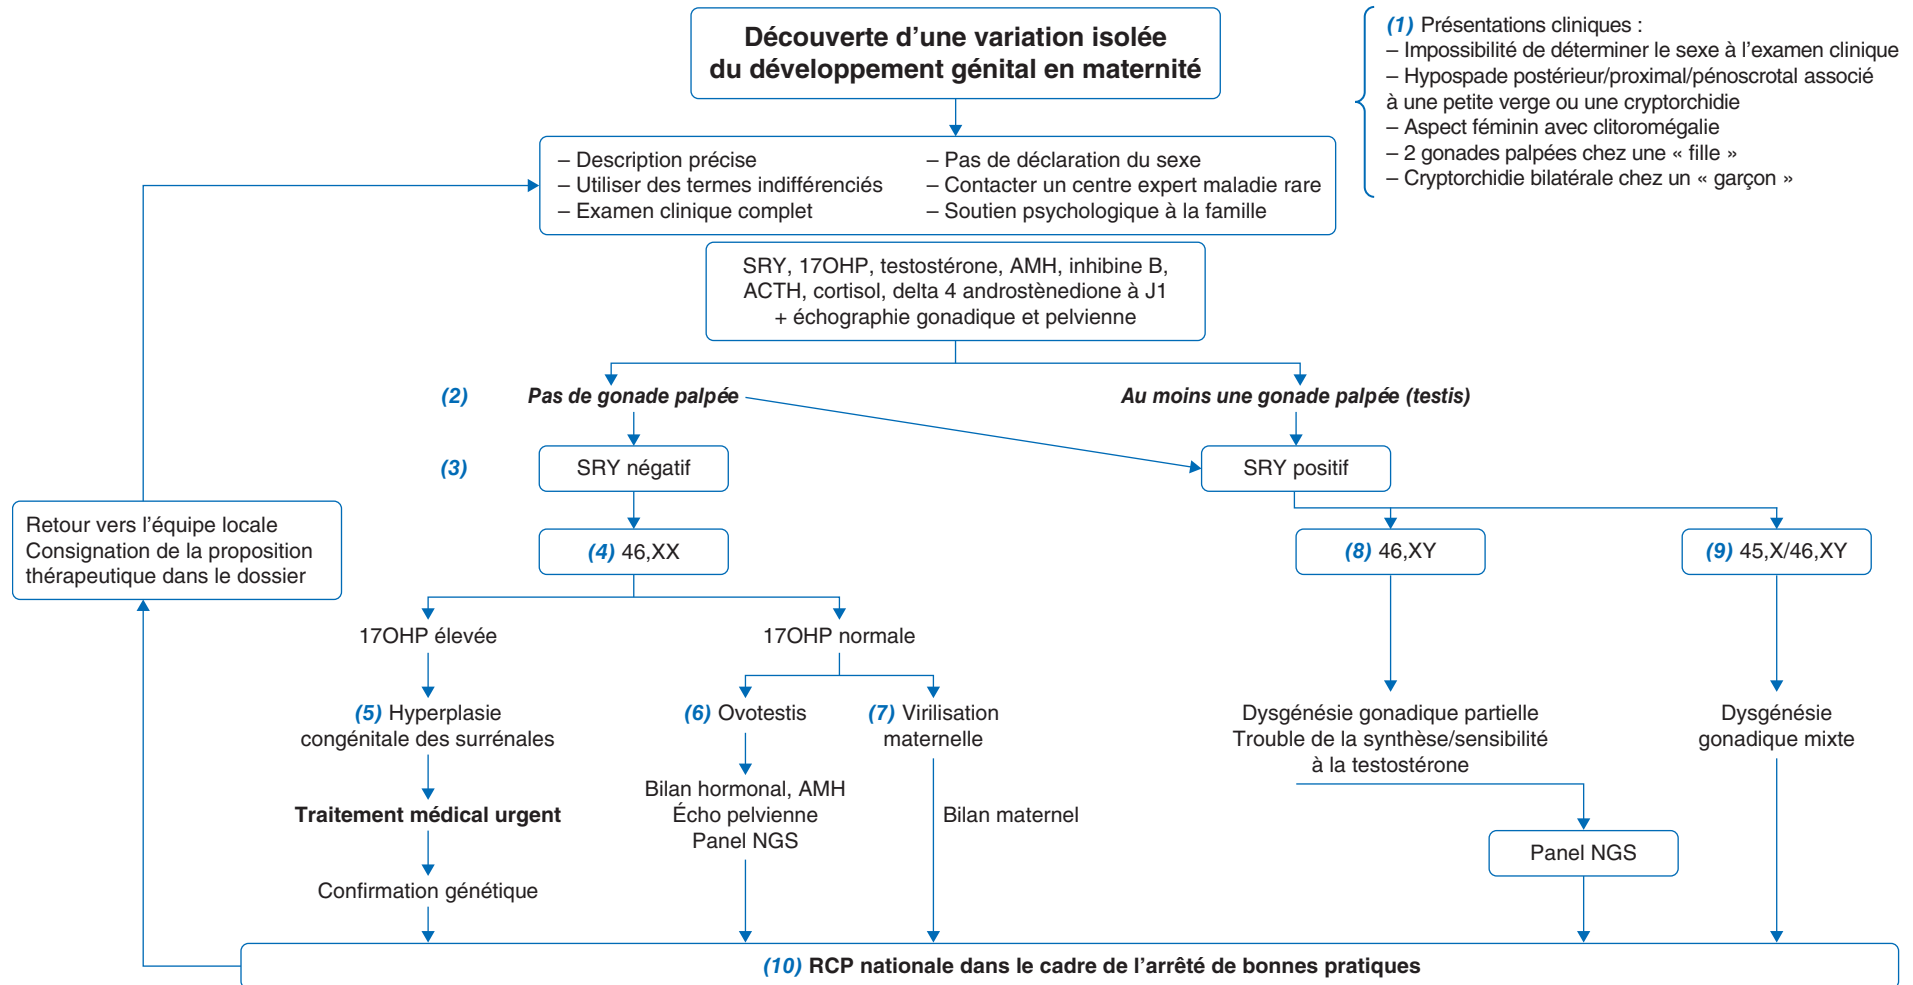 Découverte d’une variation isolée
du développement génital en maternité
(1) Présentations cliniques :
– Impossibilité de déterminer le sexe à l’examen clinique
– Hypospade postérieur/proximal/pénoscrotal associé
à une petite verge ou une cryptorchidie
– Aspect féminin avec clitoromégalie
– 2 gonades palpées chez une « fille »
– Cryptorchidie bilatérale chez un « garçon »
– Description précise
– Utiliser des termes indifférenciés
– Examen clinique complet
– Pas de déclaration du sexe
– Contacter un centre expert maladie rare
– Soutien psychologique à la famille
SRY, 17OHP, testostérone, AMH, inhibine B,
ACTH, cortisol, delta 4 androstènedione à J1
+ échographie gonadique et pelvienne
(2)
Pas de gonade palpée
Au moins une gonade palpée (testis)
(3)
SRY négatif
SRY positif
Retour vers l’équipe locale
Consignation de la proposition
thérapeutique dans le dossier
(4) 46,XX
(8) 46,XY
(9) 45,X/46,XY
17OHP élevée
17OHP normale
(5) Hyperplasie
congénitale des surrénales
(6) Ovotestis
(7) Virilisation
maternelle
Dysgénésie gonadique partielle
Trouble de la synthèse/sensibilité
à la testostérone
Dysgénésie
gonadique mixte
Traitement médical urgent
Bilan hormonal, AMH
Écho pelvienne
Panel NGS
Bilan maternel
Panel NGS
Confirmation génétique
(10) RCP nationale dans le cadre de l’arrêté de bonnes pratiques